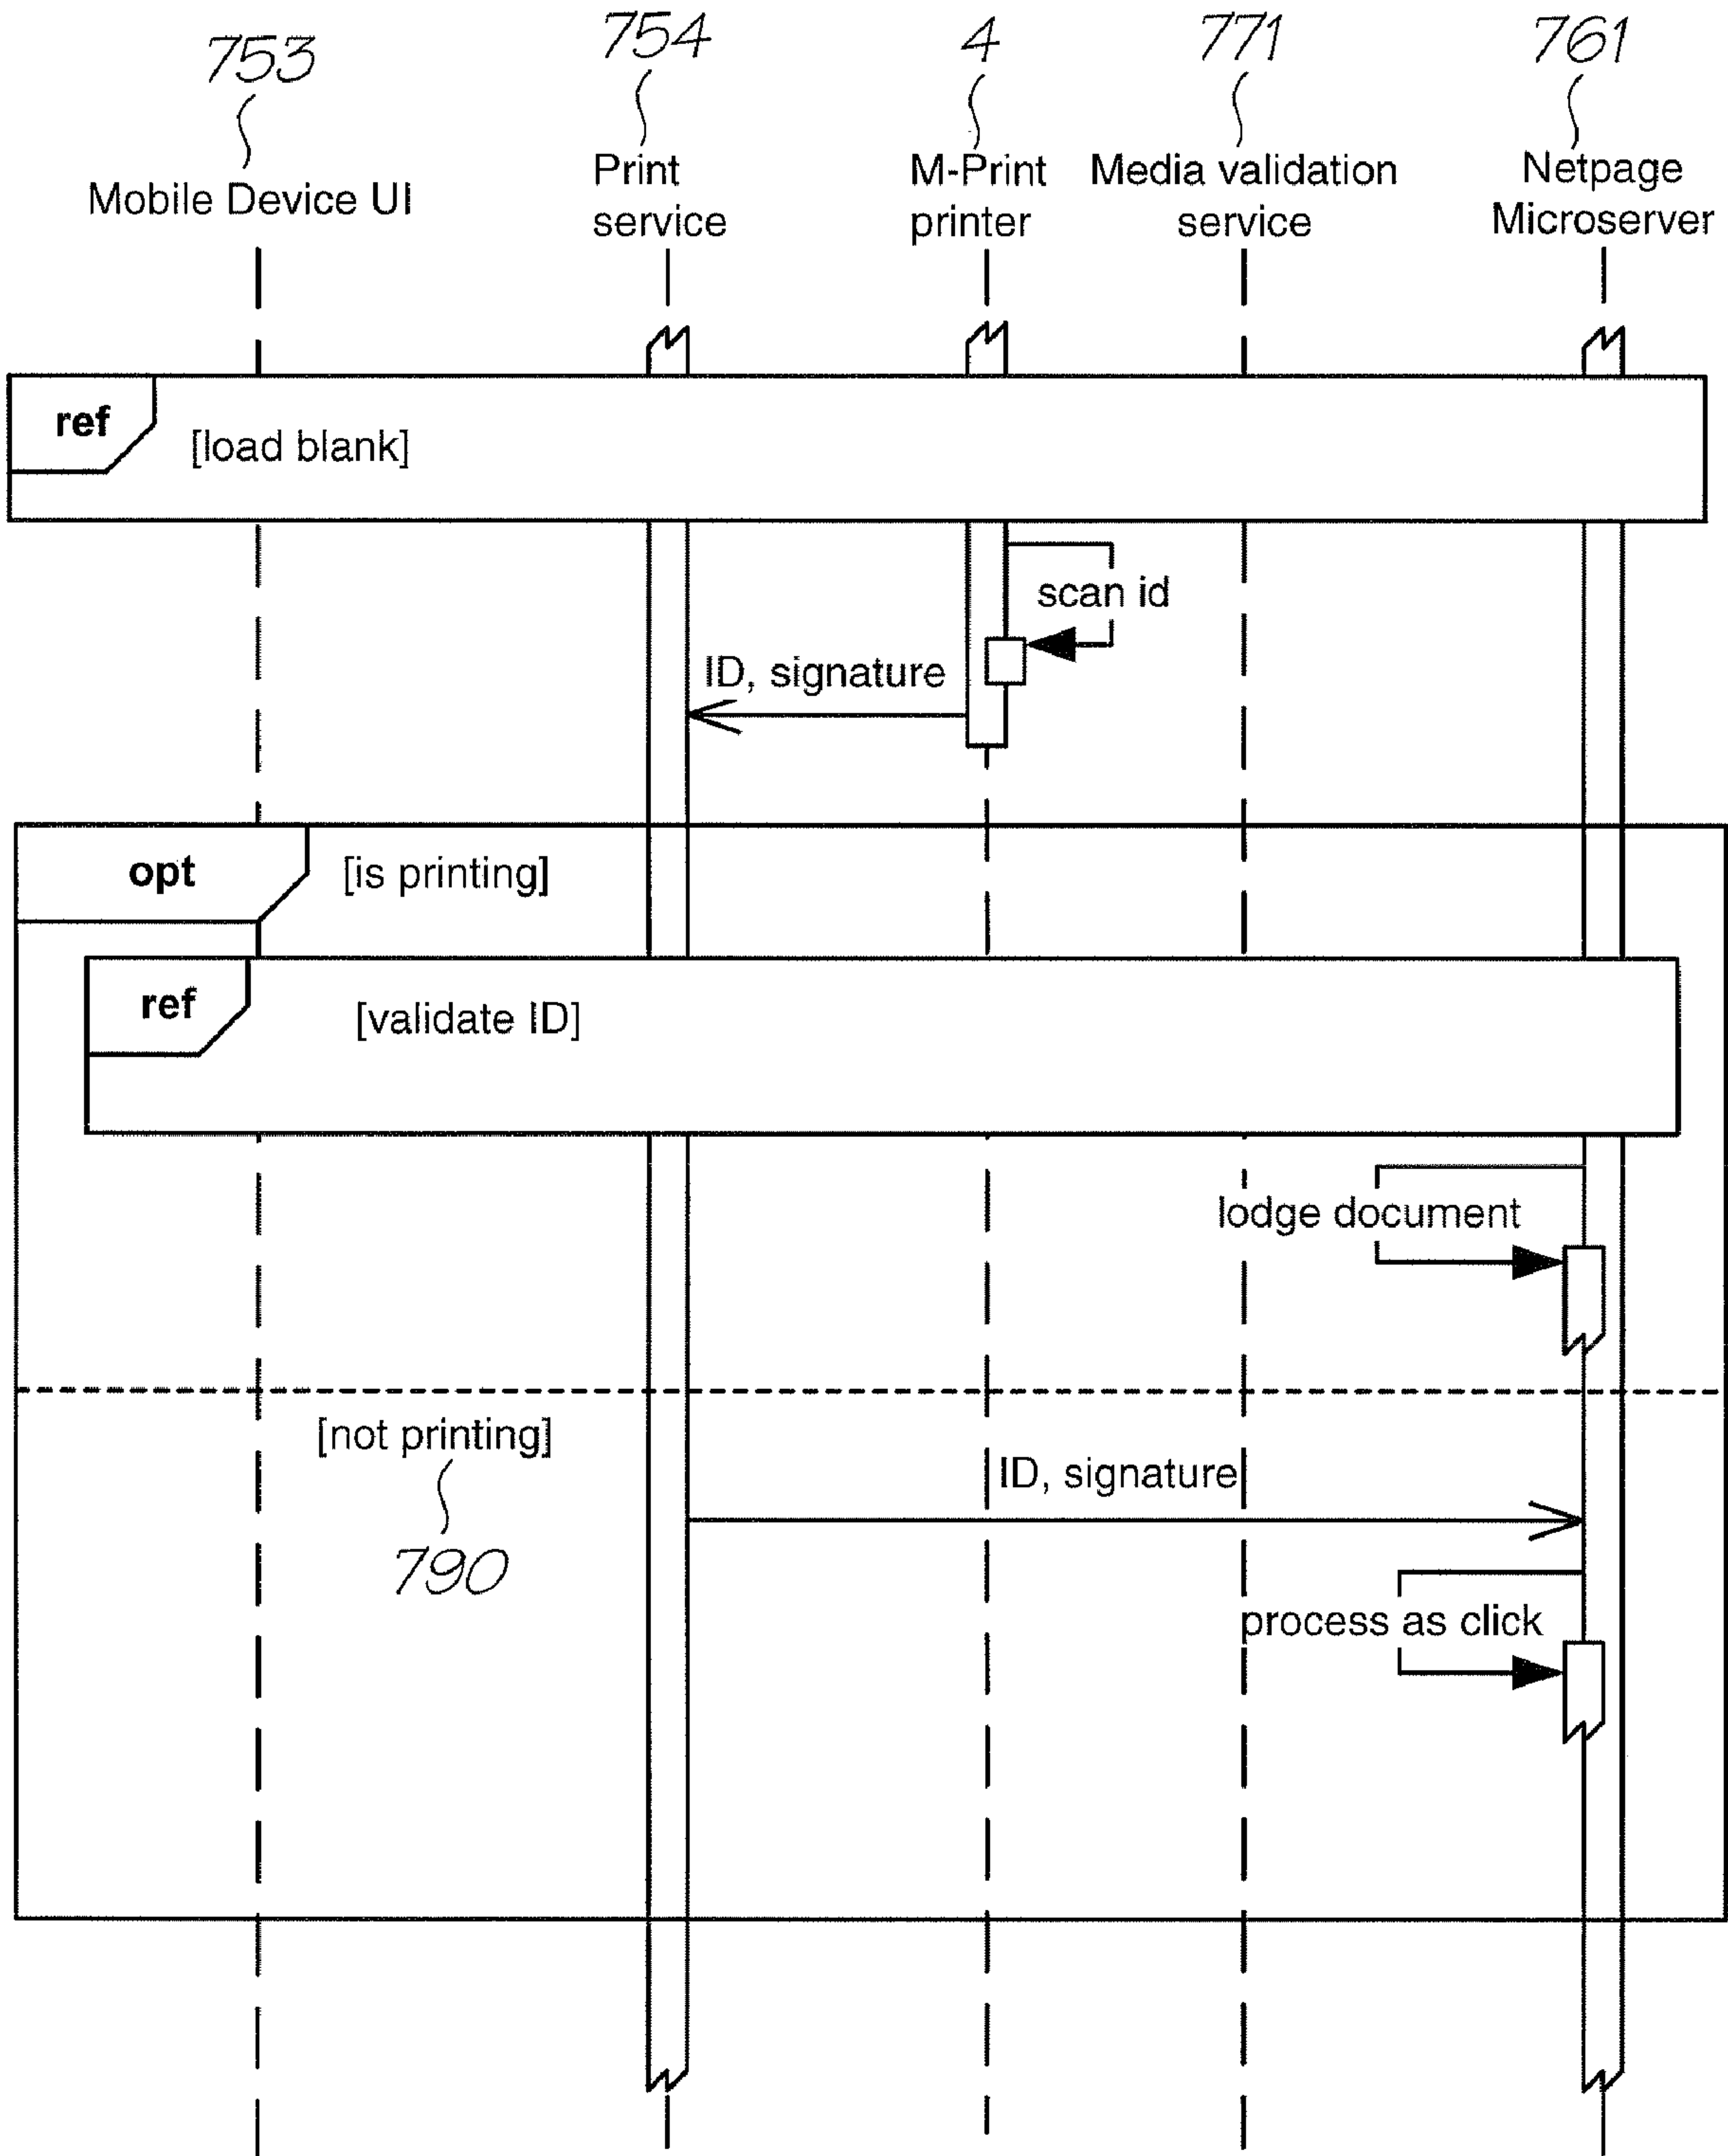 753
754
4
771
761
Mobile Device UI
Print
service
M-Print
printer
Media validation
service
Netpage
Microserver
ref
[load blank]
scan id
ID, signature
opt
[is printing]
ref
[validate ID]
lodge document
[not printing]
790
ID, signature
process as click